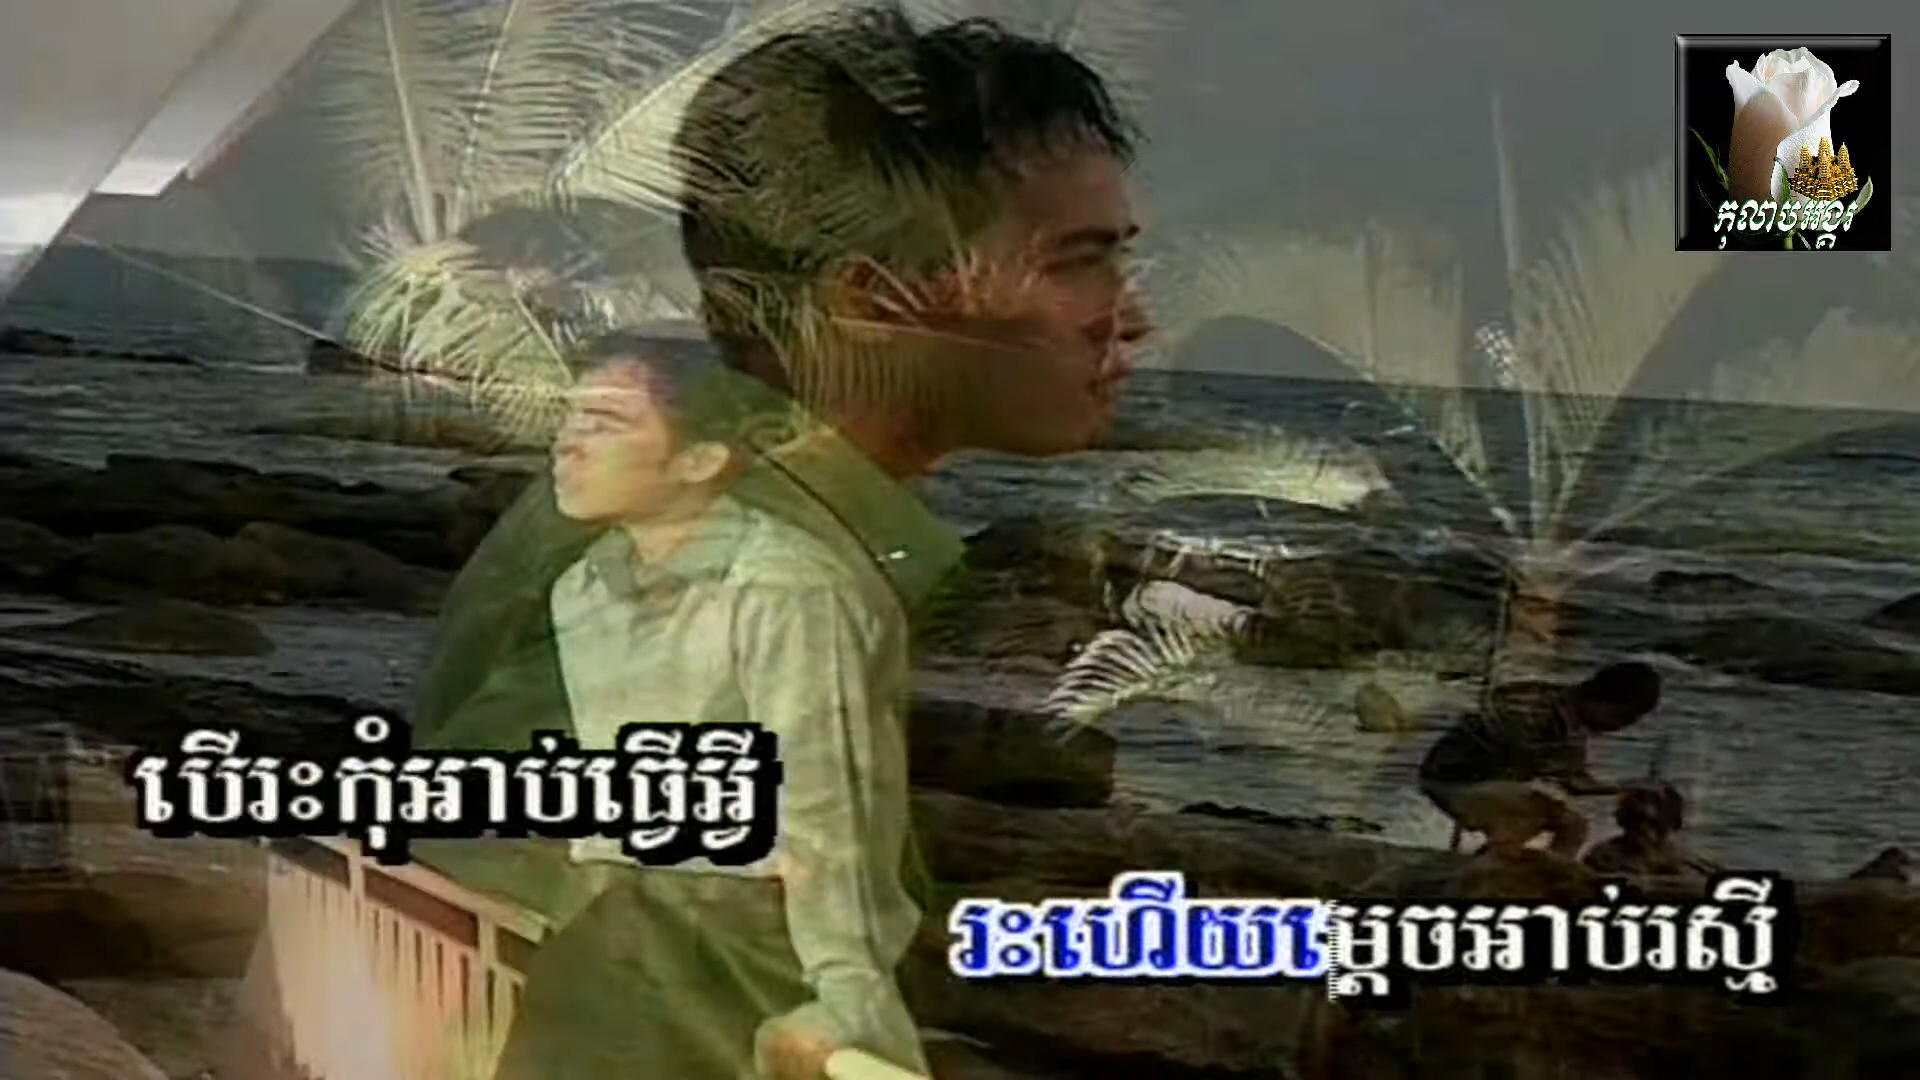 កុលាបអង្គរ
បើរះកុំអាប់ធ្វើអ្វី
រះហើយម្ដេចអាប់រស្មី